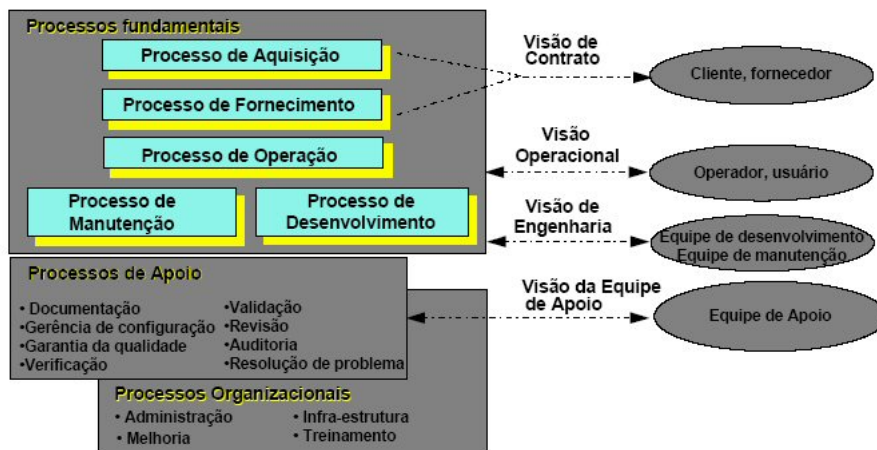 Processos fundamentais
Processo de Aquisição
Processo de Fornecimento
Processo de Operação
Processo de
Manutenção
Processo de
Desenvolvimento
Visão de
Contrato
Cliente, fornecedor
Visão
Operacional
Operador, usuário
Visão de
Engenharia
Equipe de desenvolvimento
Equipe de manutenção
Processos de Apoio
• Documentação
• Gerência de configuração
• Garantia da qualidade
• Verificação
• Validação
• Revisão
• Auditoria
• Resolução de problema
Visão da Equipe
de Apoio
Equipe de Apoio
Processos Organizacionais
• Administração
• Melhoria
• Infra-estrutura
• Treinamento